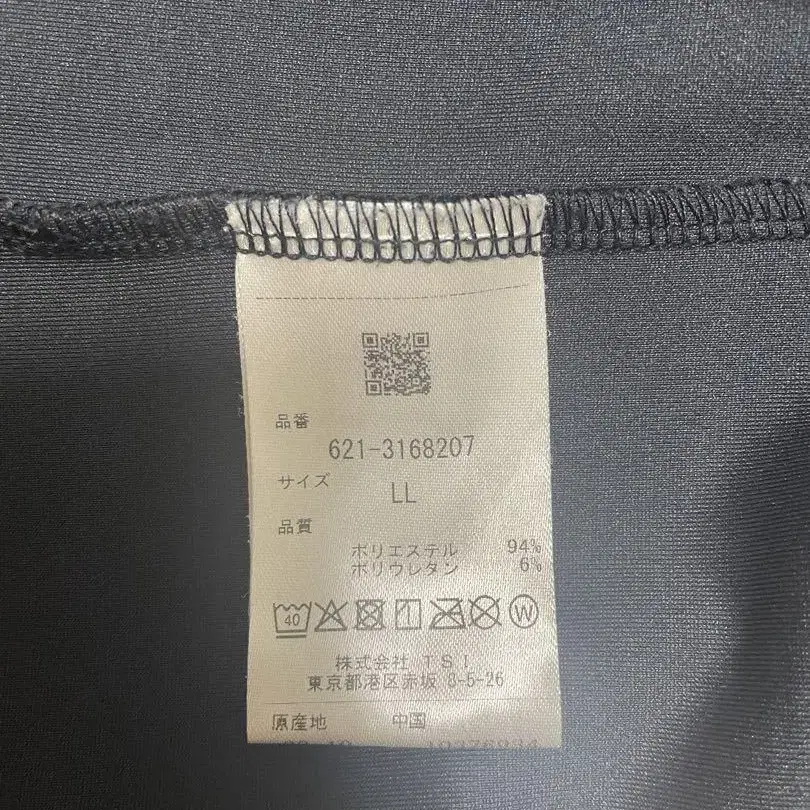 品番
621-3168207
サイズ
LL
品質
ポリエステル 94%
ポリウレタン 6%
40 W
株式会社 TSI
東京都港区赤坂 8-5-26
原産地 中国